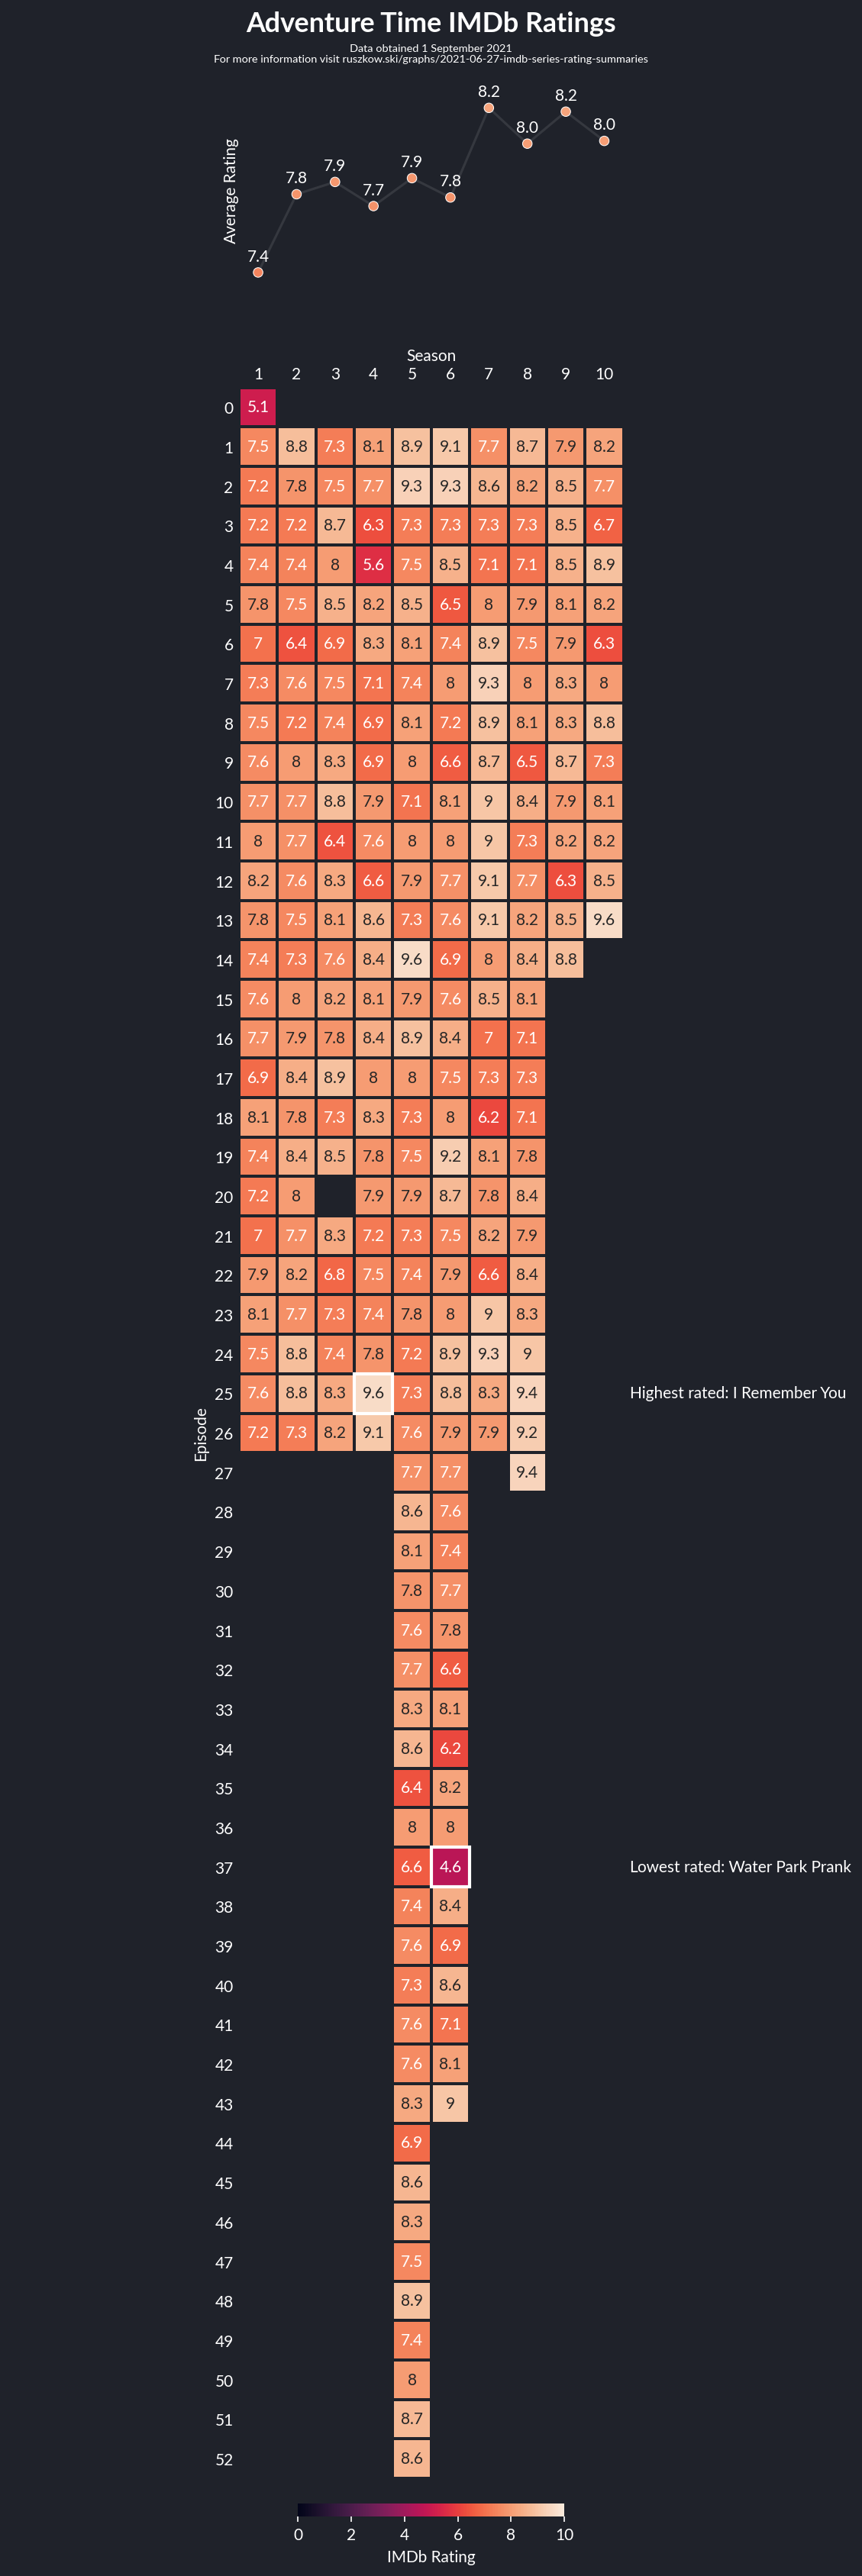 Adventure Time IMDb Ratings
Data obtained 1 September 2021
For more information visit ruszkow.ski/graphs/2021-06-27-imdb-series-rating-summaries
Average Rating
7.4 7.8 7.9 7.7 7.9 7.8 8.2 8.0 8.2 8.0
Season
1 2 3 4 5 6 7 8 9 10
0 5.1
1 7.5 8.8 7.3 8.1 8.9 9.1 7.7 8.7 7.9 8.2
2 7.2 7.8 7.5 7.7 9.3 9.3 8.6 8.2 8.5 7.7
3 7.2 7.2 8.7 6.3 7.3 7.3 7.3 7.3 8.5 6.7
4 7.4 7.4 8 5.6 7.5 8.5 7.1 7.1 8.5 8.9
5 7.8 7.5 8.5 8.2 8.5 6.5 8 7.9 8.1 8.2
6 7 6.4 6.9 8.3 8.1 7.4 8.9 7.5 7.9 6.3
7 7.3 7.6 7.5 7.1 7.4 8 9.3 8 8.3 8
8 7.5 7.2 7.4 6.9 8.1 7.2 8.9 8.1 8.3 8.8
9 7.6 8 8.3 6.9 8 6.6 8.7 6.5 8.7 7.3
10 7.7 7.7 8.8 7.9 7.1 8.1 9 8.4 7.9 8.1
11 8 7.7 6.4 7.6 8 8 9 7.3 8.2 8.2
12 8.2 7.6 8.3 6.6 7.9 7.7 9.1 7.7 6.3 8.5
13 7.8 7.5 8.1 8.6 7.3 7.6 9.1 8.2 8.5 9.6
14 7.4 7.3 7.6 8.4 9.6 6.9 8 8.4 8.8
15 7.6 8 8.2 8.1 7.9 7.6 8.5 8.1
16 7.7 7.9 7.8 8.4 8.9 8.4 7 7.1
17 6.9 8.4 8.9 8 8 7.5 7.3 7.3
18 8.1 7.8 7.3 8.3 7.3 8 6.2 7.1
19 7.4 8.4 8.5 7.8 7.5 9.2 8.1 7.8
20 7.2 8 7.9 7.9 8.7 7.8 8.4
21 7 7.7 8.3 7.2 7.3 7.5 8.2 7.9
22 7.9 8.2 6.8 7.5 7.4 7.9 6.6 8.4
23 8.1 7.7 7.3 7.4 7.8 8 9 8.3
24 7.5 8.8 7.4 7.8 7.2 8.9 9.3 9
25 7.6 8.8 8.3 9.6 7.3 8.8 8.3 9.4 Highest rated: I Remember You
Episode
26 7.2 7.3 8.2 9.1 7.6 7.9 7.9 9.2
27 7.7 7.7 9.4
28 8.6 7.6
29 8.1 7.4
30 7.8 7.7
31 7.6 7.8
32 7.7 6.6
33 8.3 8.1
34 8.6 6.2
35 6.4 8.2
36 8 8
37 6.6 4.6 Lowest rated: Water Park Prank
38 7.4 8.4
39 7.6 6.9
40 7.3 8.6
41 7.6 7.1
42 7.6 8.1
43 8.3 9
44 6.9
45 8.6
46 8.3
47 7.5
48 8.9
49 7.4
50 8
51 8.7
52 8.6
0 2 4 6 8 10
IMDb Rating